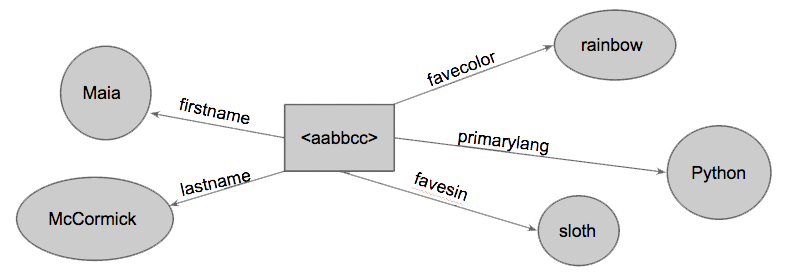 rainbow
favecolor
Maia
firstname
<aabbcc>
primarylang
Python
lastname
favesin
McCormick
sloth